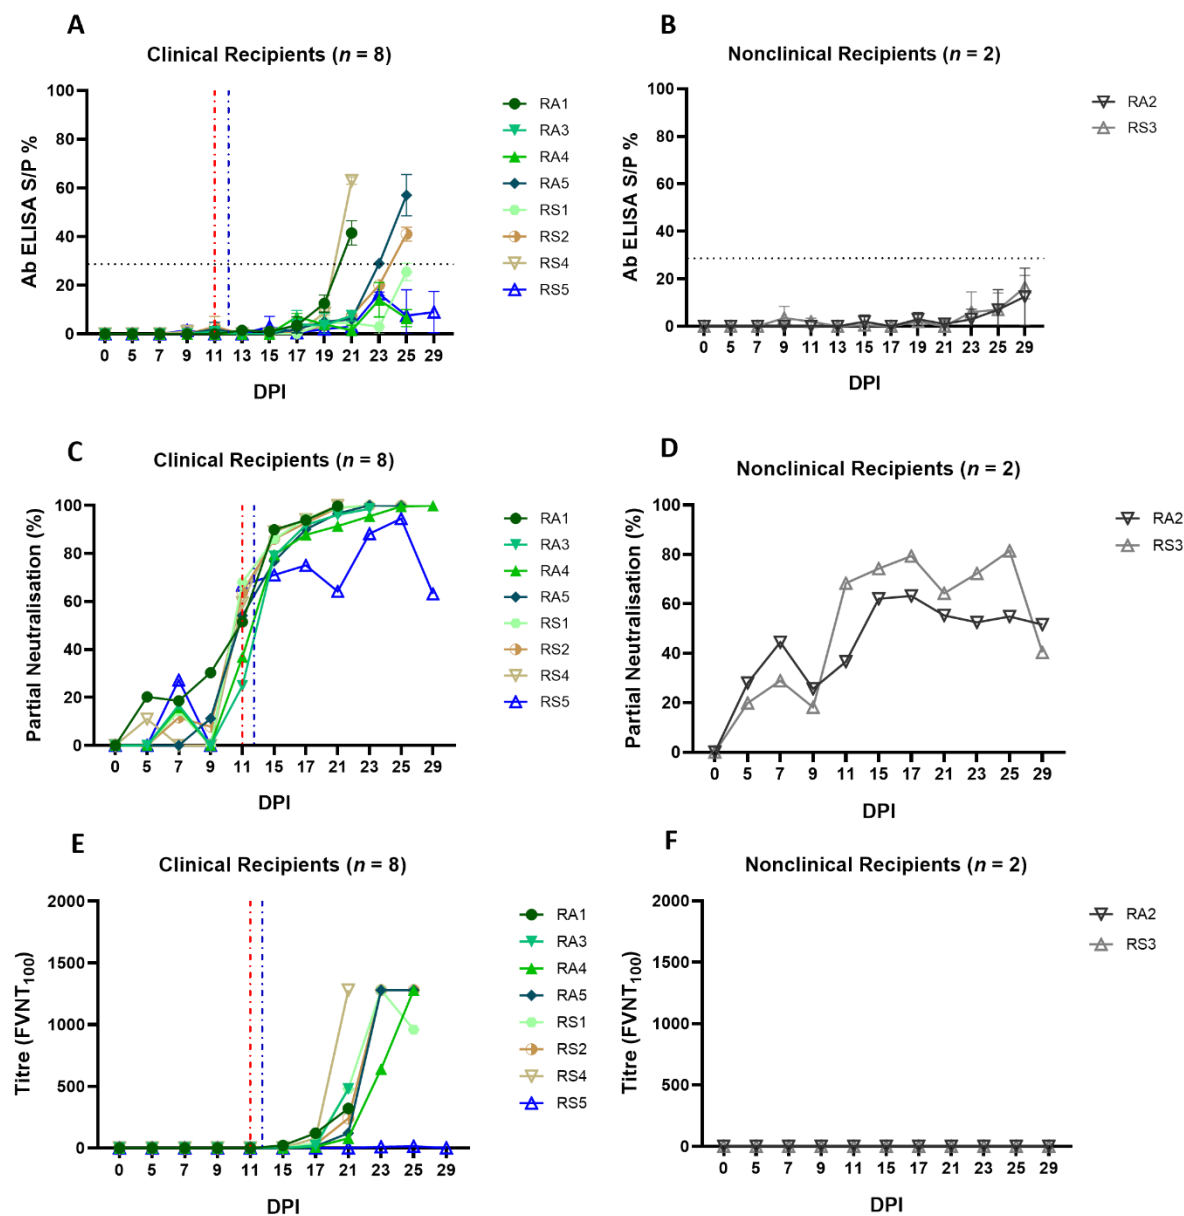 A
Clinical Recipients (n = 8)
Ab ELISA S/P %
100
80
60
40
20
0
0 5 7 9 11 13 15 17 19 21 23 25 29
DPI
RA1
RA3
RA4
RA5
RS1
RS2
RS4
RS5
B
Nonclinical Recipients (n = 2)
Ab ELISA S/P %
100
80
60
40
20
0
0 5 7 9 11 13 15 17 19 21 23 25 29
DPI
RA2
RS3
C
Clinical Recipients (n = 8)
Partial Neutralisation (%)
100
80
60
40
20
0
0 5 7 9 11 15 17 21 23 25 29
DPI
RA1
RA3
RA4
RA5
RS1
RS2
RS4
RS5
D
Nonclinical Recipients (n = 2)
Partial Neutralisation (%)
100
80
60
40
20
0
0 5 7 9 11 15 17 21 23 25 29
DPI
RA2
RS3
E
Clinical Recipients (n = 8)
Titre (FVNT100)
2000
1500
1000
500
0
0 5 7 9 11 15 17 21 23 25 29
DPI
RA1
RA3
RA4
RA5
RS1
RS2
RS4
RS5
F
Nonclinical Recipients (n = 2)
Titre (FVNT100)
2000
1500
1000
500
0
0 5 7 9 11 15 17 21 23 25 29
DPI
RA2
RS3